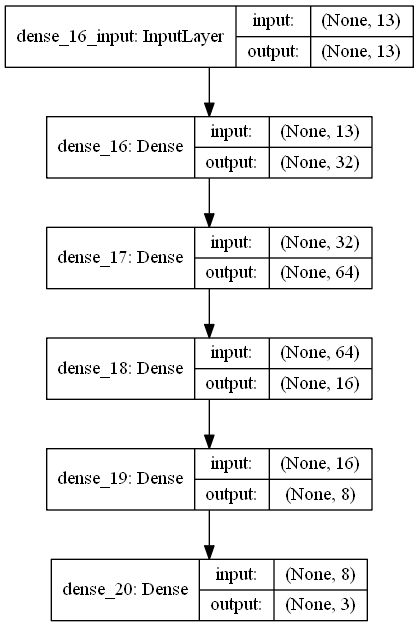 dense_16_input: InputLayer input: (None, 13)
output: (None, 13)
dense_16: Dense input: (None, 13)
output: (None, 32)
dense_17: Dense input: (None, 32)
output: (None, 64)
dense_18: Dense input: (None, 64)
output: (None, 16)
dense_19: Dense input: (None, 16)
output: (None, 8)
dense_20: Dense input: (None, 8)
output: (None, 3)